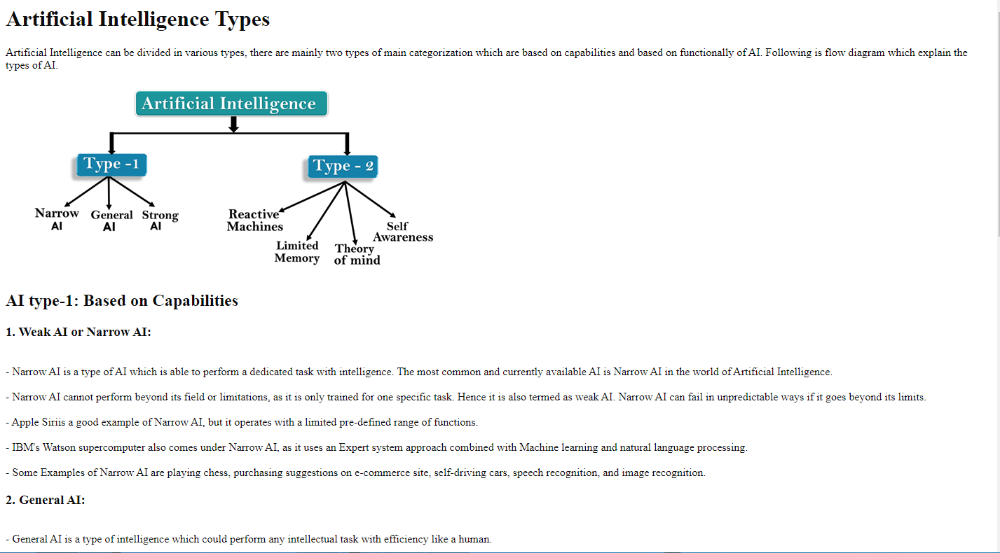 Artificial Intelligence Types
Artificial Intelligence can be divided in various types, there are mainly two types of main categorization which are based on capabilities and based on functionally of AI. Following is flow diagram which explain the
types of AI.
Artificial Intelligence
Type -1
Type - 2
Narrow
AI
General
AI
Strong
AI
Reactive
Machines
Limited
Memory
Theory
of mind
Self
Awareness
AI type-1: Based on Capabilities
1. Weak AI or Narrow AI:
- Narrow AI is a type of AI which is able to perform a dedicated task with intelligence. The most common and currently available AI is Narrow AI in the world of Artificial Intelligence.
- Narrow AI cannot perform beyond its field or limitations, as it is only trained for one specific task. Hence it is also termed as weak AI. Narrow AI can fail in unpredictable ways if it goes beyond its limits.
- Apple Siriis a good example of Narrow AI, but it operates with a limited pre-defined range of functions.
- IBM's Watson supercomputer also comes under Narrow AI, as it uses an Expert system approach combined with Machine learning and natural language processing.
- Some Examples of Narrow AI are playing chess, purchasing suggestions on e-commerce site, self-driving cars, speech recognition, and image recognition.
2. General AI:
- General AI is a type of intelligence which could perform any intellectual task with efficiency like a human.